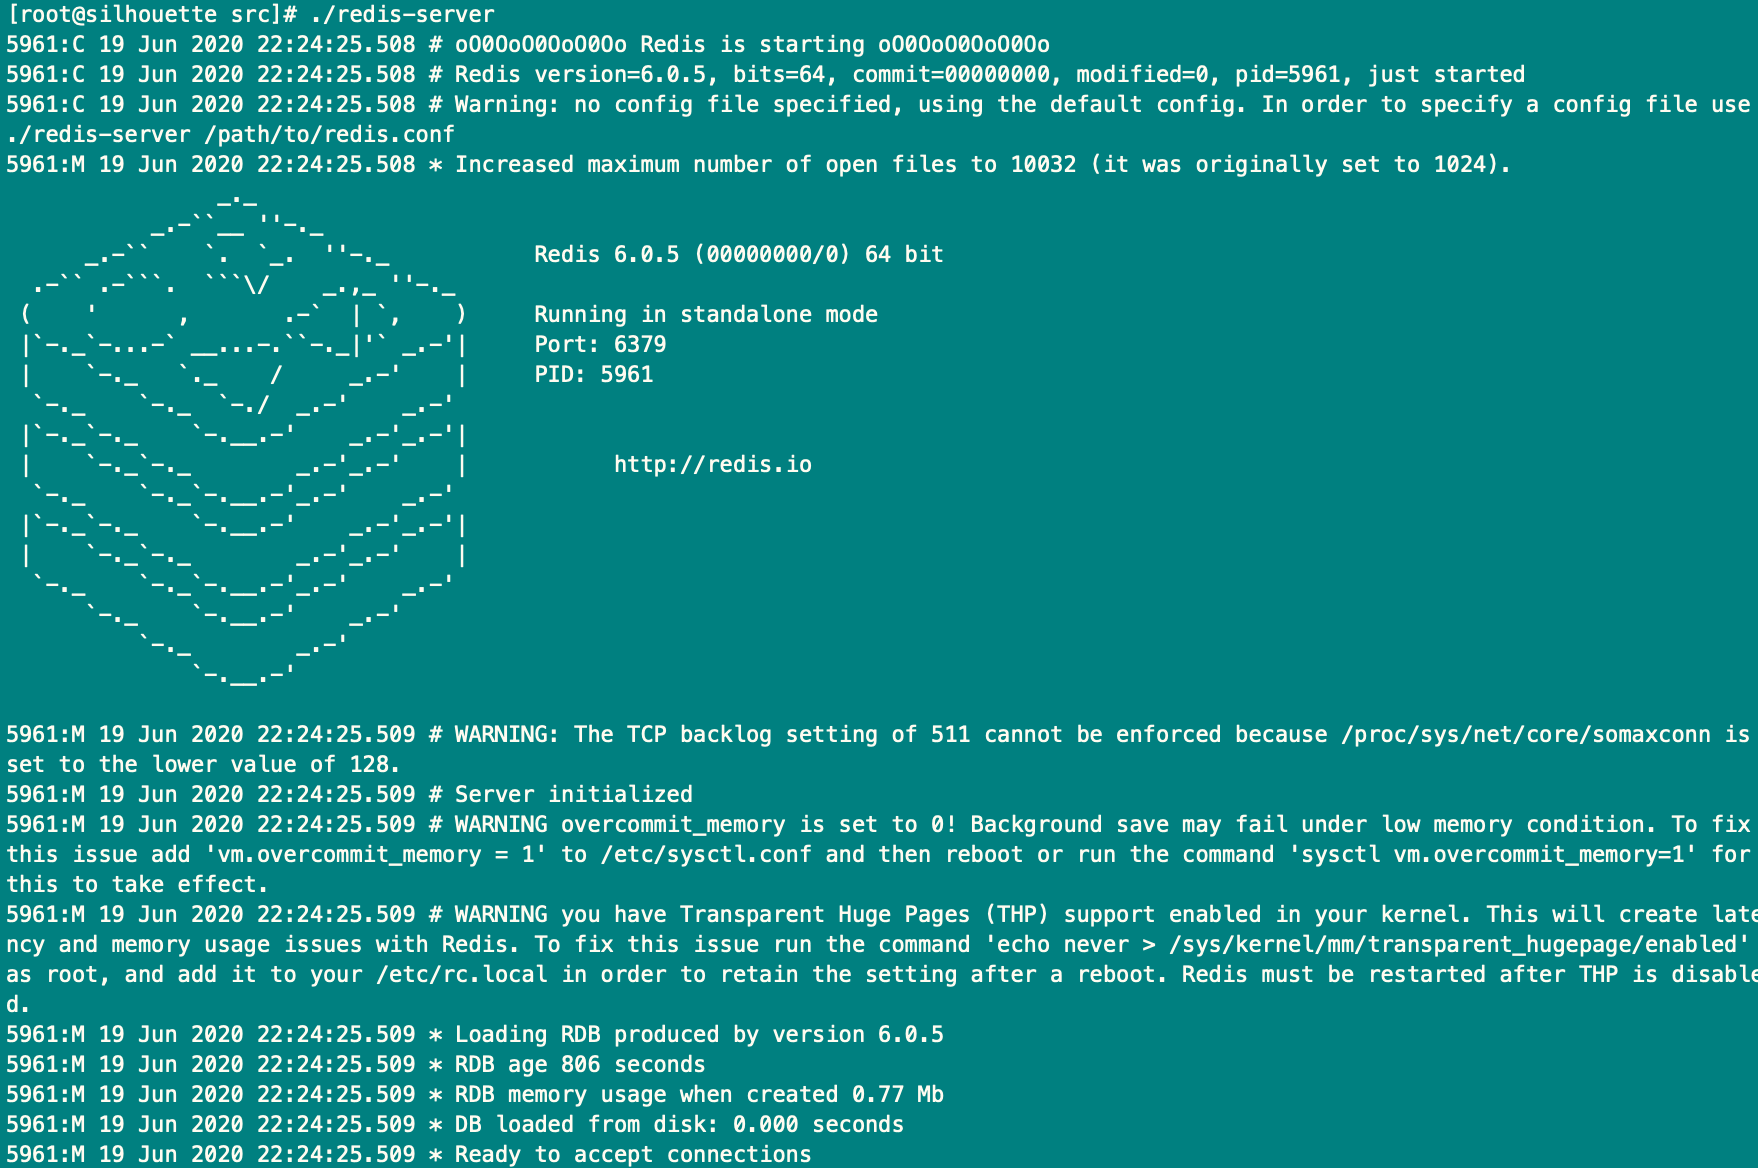 [root@silhouette src]# ./redis-server
5961:C 19 Jun 2020 22:24:25.508 # oO0OoO0OoO0Oo Redis is starting oO0OoO0OoO0Oo
5961:C 19 Jun 2020 22:24:25.508 # Redis version=6.0.5, bits=64, commit=00000000, modified=0, pid=5961, just started
5961:C 19 Jun 2020 22:24:25.508 # Warning: no config file specified, using the default config. In order to specify a config file use
./redis-server /path/to/redis.conf
5961:M 19 Jun 2020 22:24:25.508 * Increased maximum number of open files to 10032 (it was originally set to 1024).
Redis 6.0.5 (00000000/0) 64 bit
Running in standalone mode
Port: 6379
PID: 5961
http://redis.io
5961:M 19 Jun 2020 22:24:25.509 # WARNING: The TCP backlog setting of 511 cannot be enforced because /proc/sys/net/core/somaxconn is
set to the lower value of 128.
5961:M 19 Jun 2020 22:24:25.509 # Server initialized
5961:M 19 Jun 2020 22:24:25.509 # WARNING overcommit_memory is set to 0! Background save may fail under low memory condition. To fix
this issue add 'vm.overcommit_memory = 1' to /etc/sysctl.conf and then reboot or run the command 'sysctl vm.overcommit_memory=1' for
this to take effect.
5961:M 19 Jun 2020 22:24:25.509 # WARNING you have Transparent Huge Pages (THP) support enabled in your kernel. This will create late
ncy and memory usage issues with Redis. To fix this issue run the command 'echo never > /sys/kernel/mm/transparent_hugepage/enabled'
as root, and add it to your /etc/rc.local in order to retain the setting after a reboot. Redis must be restarted after THP is disable
d.
5961:M 19 Jun 2020 22:24:25.509 * Loading RDB produced by version 6.0.5
5961:M 19 Jun 2020 22:24:25.509 * RDB age 806 seconds
5961:M 19 Jun 2020 22:24:25.509 * RDB memory usage when created 0.77 Mb
5961:M 19 Jun 2020 22:24:25.509 * DB loaded from disk: 0.000 seconds
5961:M 19 Jun 2020 22:24:25.509 * Ready to accept connections